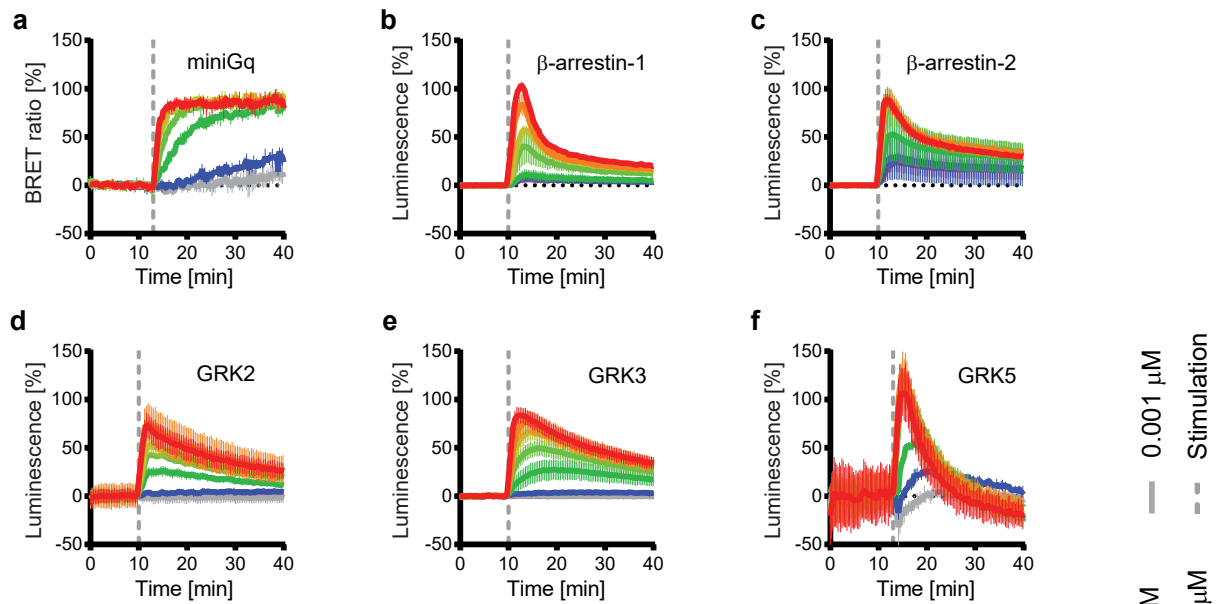 a
miniGq
BRET ratio [%]
150
100
50
0
-50
0 10 20 30 40
Time [min]
b
β-arrestin-1
Luminescence [%]
150
100
50
0
-50
0 10 20 30 40
Time [min]
c
β-arrestin-2
Luminescence [%]
150
100
50
0
-50
0 10 20 30 40
Time [min]
d
GRK2
Luminescence [%]
150
100
50
0
-50
0 10 20 30 40
Time [min]
e
GRK3
Luminescence [%]
150
100
50
0
-50
0 10 20 30 40
Time [min]
f
GRK5
Luminescence [%]
150
100
50
0
-50
0 10 20 30 40
Time [min]
0.001 μM
Stimulation
M
μM